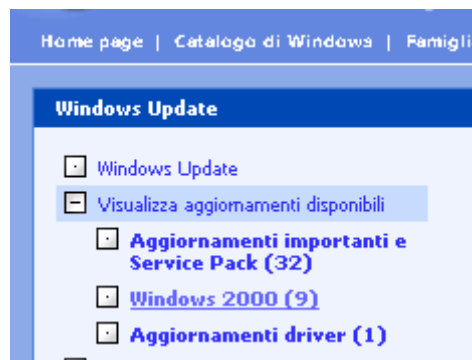 Home page | Catalogo di Windows | Famigli
Windows Update
Windows Update
Visualizza aggiornamenti disponibili
Aggiornamenti importanti e
Service Pack (32)
Windows 2000 (9)
Aggiornamenti driver (1)